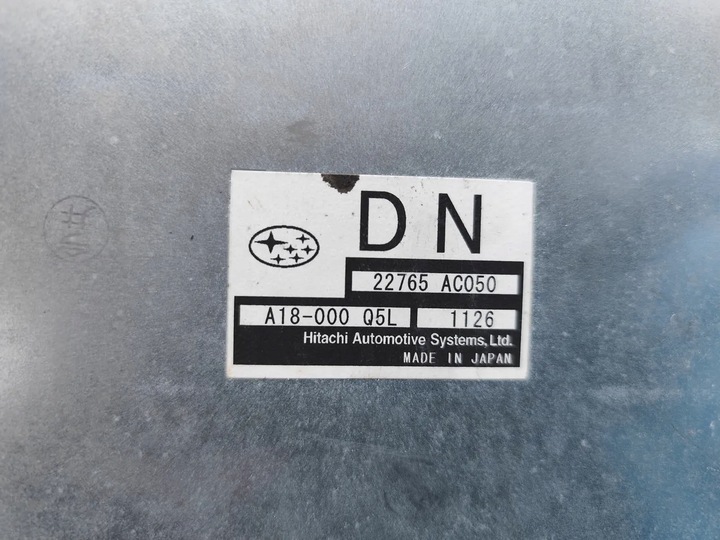 DN
22765 AC050
A18-000 Q5L 1126
Hitachi Automotive Systems, Ltd.
MADE IN JAPAN